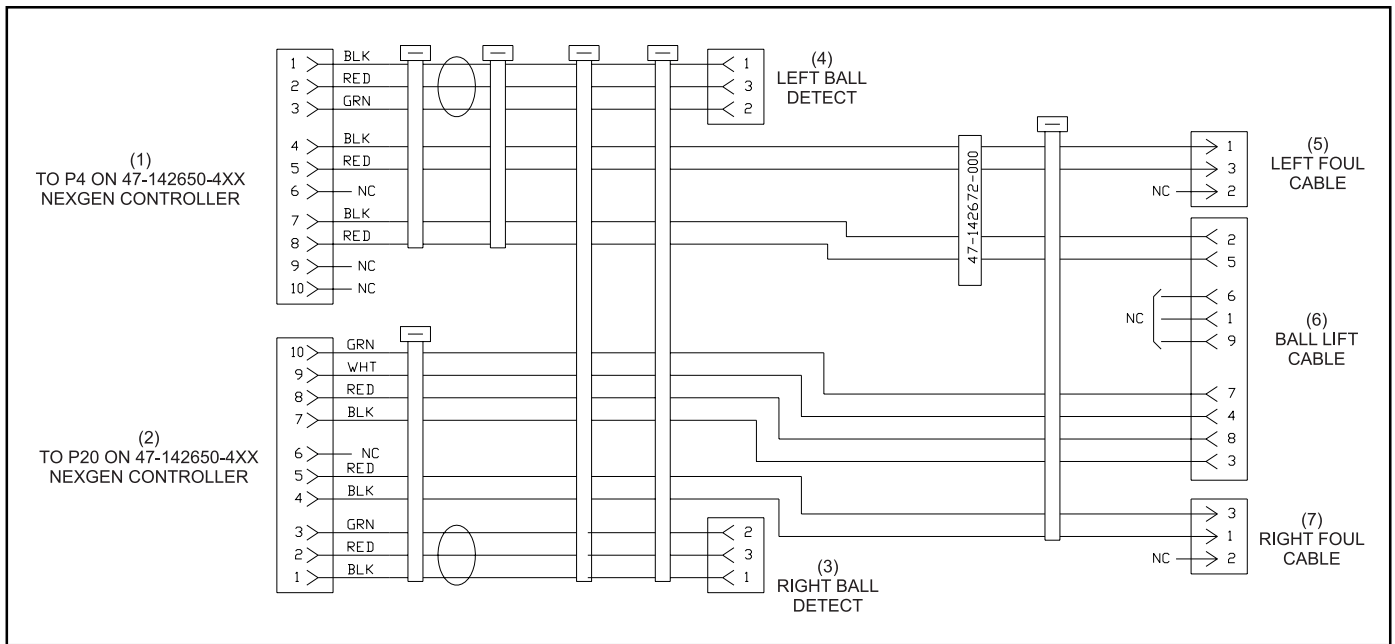 (1)
TO P4 ON 47-142650-4XX
NEXGEN CONTROLLER
1 BLK
2 RED
3 GRN
4 BLK
5 RED
6 NC
7 BLK
8 RED
9 NC
10 NC
1
3
2
(4)
LEFT BALL
DETECT
47-142672-000
1
3
NC 2
(5)
LEFT FOUL
CABLE
2
5
6
NC 1
9
7
4
8
3
(6)
BALL LIFT
CABLE
(2)
TO P20 ON 47-142650-4XX
NEXGEN CONTROLLER
10 GRN
9 WHT
8 RED
7 BLK
6 NC
5 RED
4 BLK
3 GRN
2 RED
1 BLK
2
3
1
(3)
RIGHT BALL
DETECT
3
1
NC 2
(7)
RIGHT FOUL
CABLE